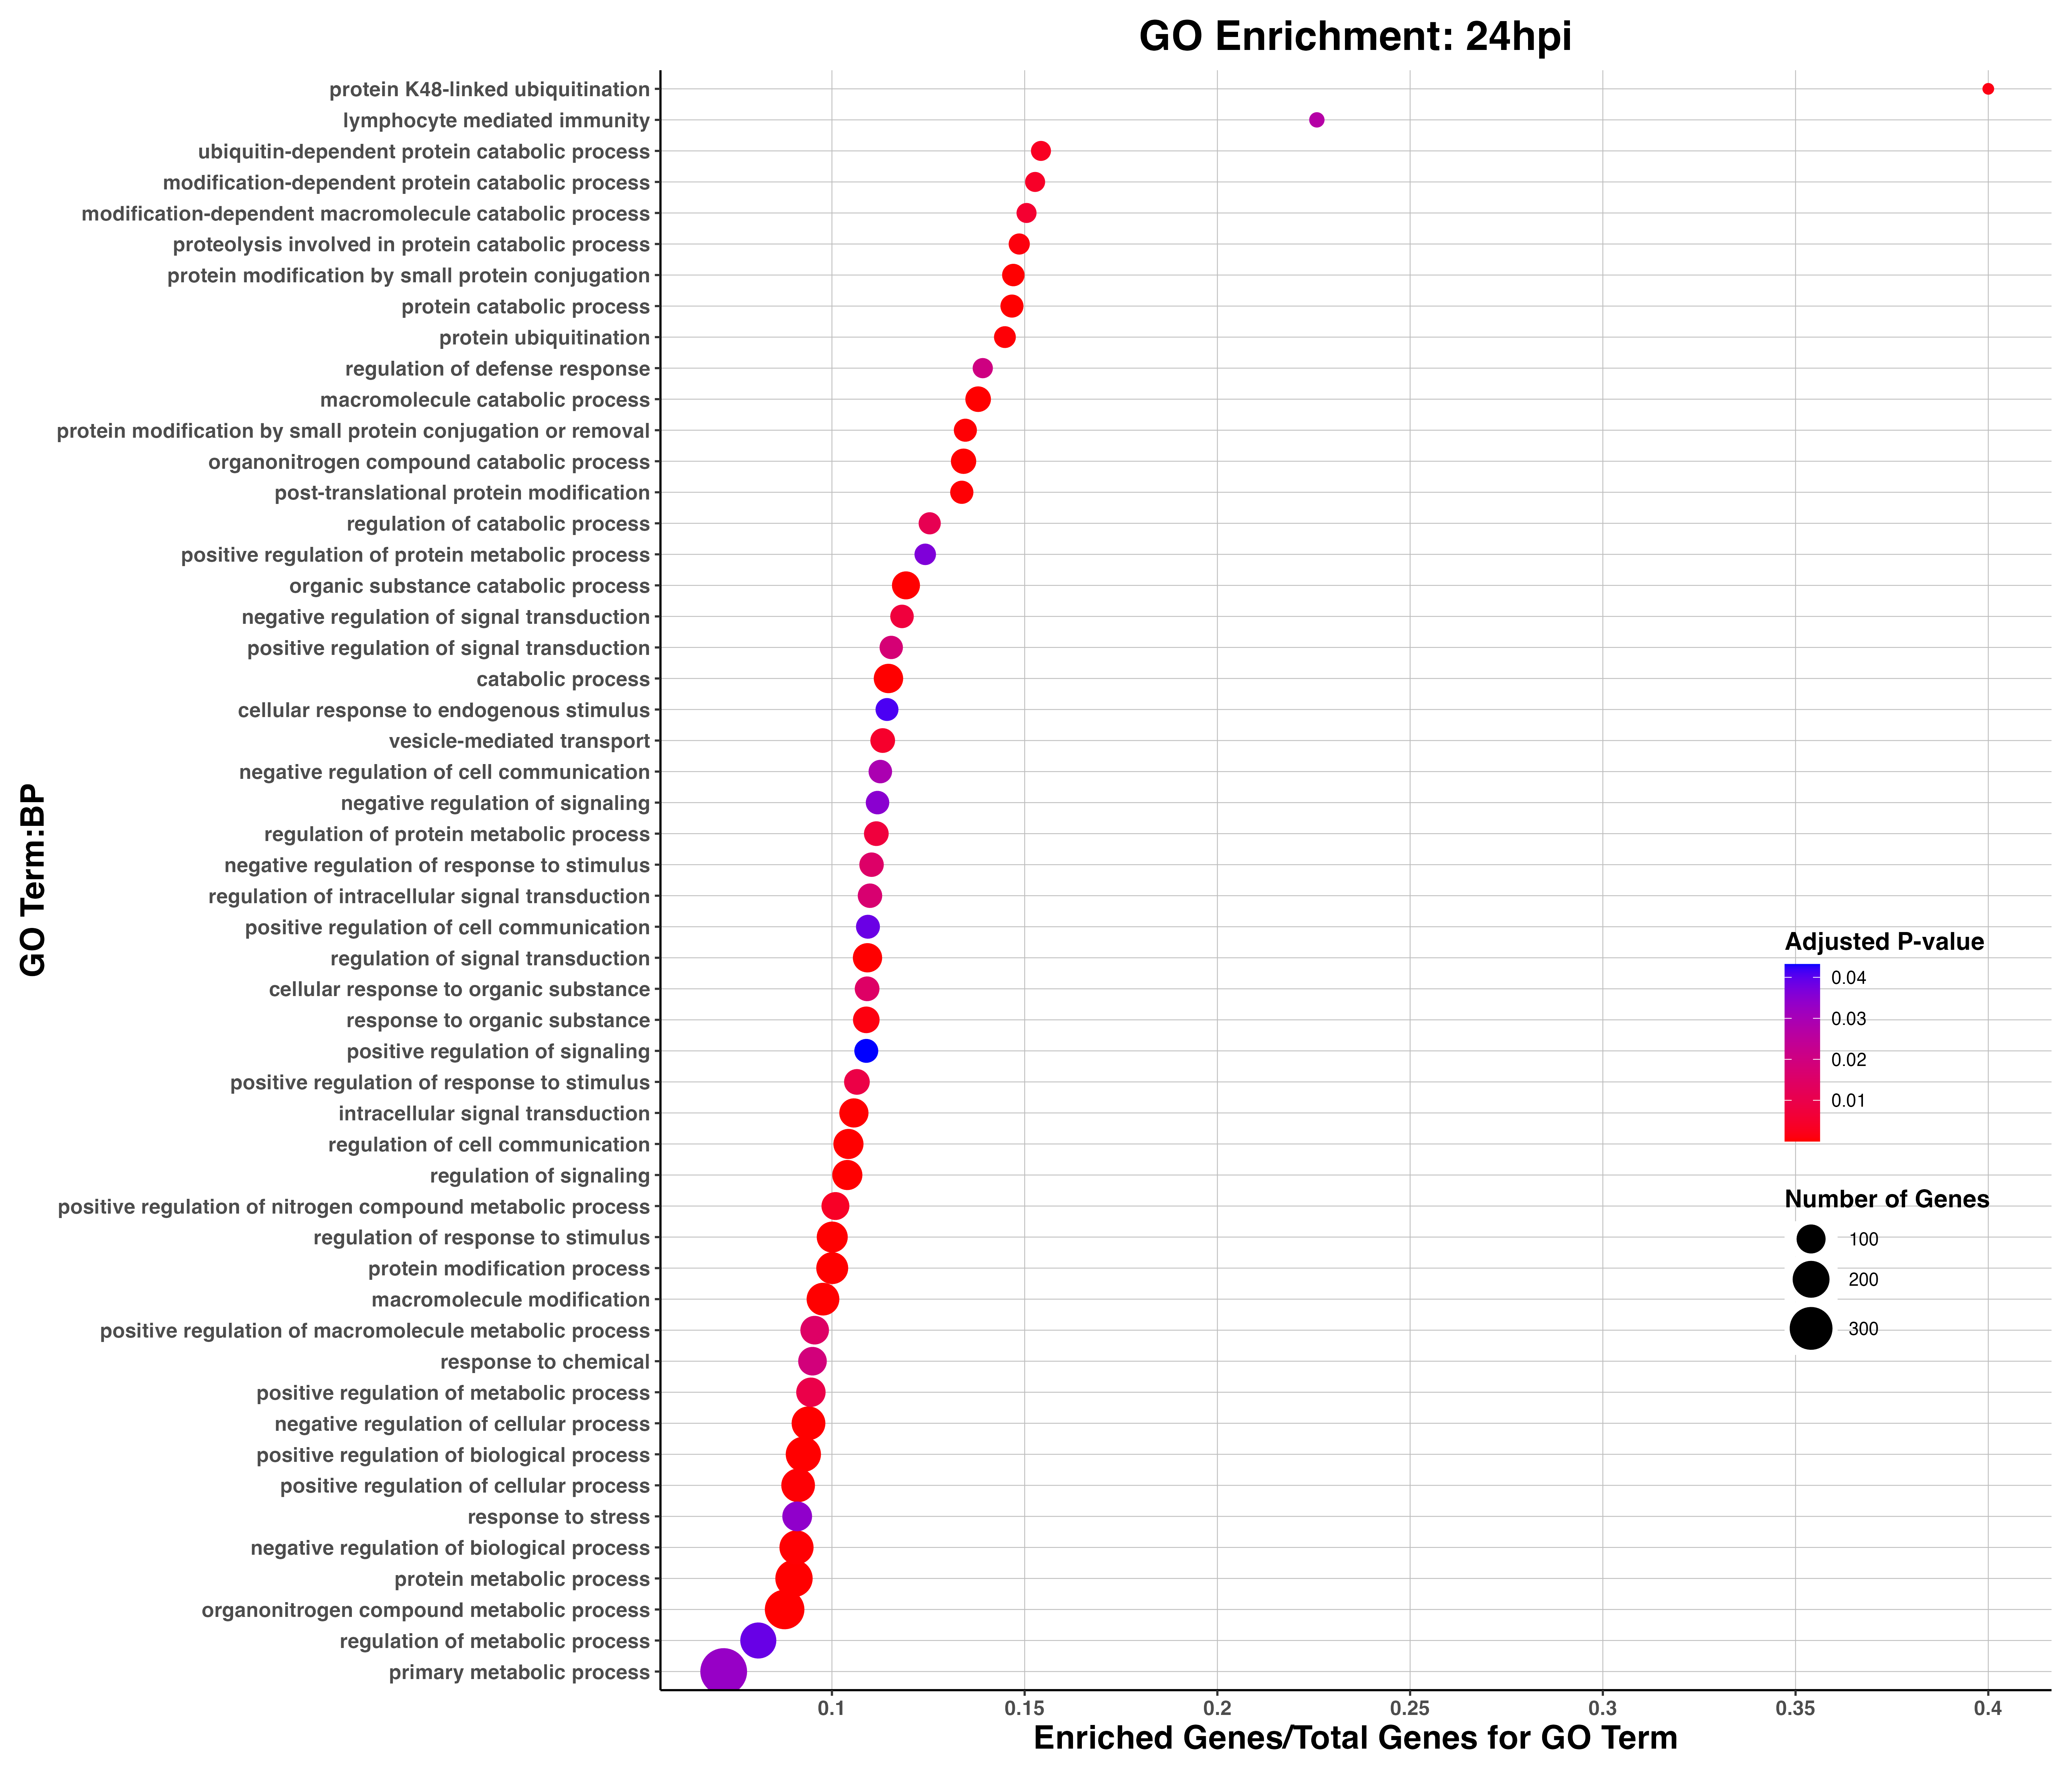 GO Enrichment: 24hpi
GO Term:BP
protein K48-linked ubiquitination
lymphocyte mediated immunity
ubiquitin-dependent protein catabolic process
modification-dependent protein catabolic process
modification-dependent macromolecule catabolic process
proteolysis involved in protein catabolic process
protein modification by small protein conjugation
protein catabolic process
protein ubiquitination
regulation of defense response
macromolecule catabolic process
protein modification by small protein conjugation or removal
organonitrogen compound catabolic process
post-translational protein modification
regulation of catabolic process
positive regulation of protein metabolic process
organic substance catabolic process
negative regulation of signal transduction
positive regulation of signal transduction
catabolic process
cellular response to endogenous stimulus
vesicle-mediated transport
negative regulation of cell communication
negative regulation of signaling
regulation of protein metabolic process
negative regulation of response to stimulus
regulation of intracellular signal transduction
positive regulation of cell communication
regulation of signal transduction
cellular response to organic substance
response to organic substance
positive regulation of signaling
positive regulation of response to stimulus
intracellular signal transduction
regulation of cell communication
regulation of signaling
positive regulation of nitrogen compound metabolic process
regulation of response to stimulus
protein modification process
macromolecule modification
positive regulation of macromolecule metabolic process
response to chemical
positive regulation of metabolic process
negative regulation of cellular process
positive regulation of biological process
positive regulation of cellular process
response to stress
negative regulation of biological process
protein metabolic process
organonitrogen compound metabolic process
regulation of metabolic process
primary metabolic process
Adjusted P-value
0.04
0.03
0.02
0.01
Number of Genes
100
200
300
0.1 0.15 0.2 0.25 0.3 0.35 0.4
Enriched Genes/Total Genes for GO Term